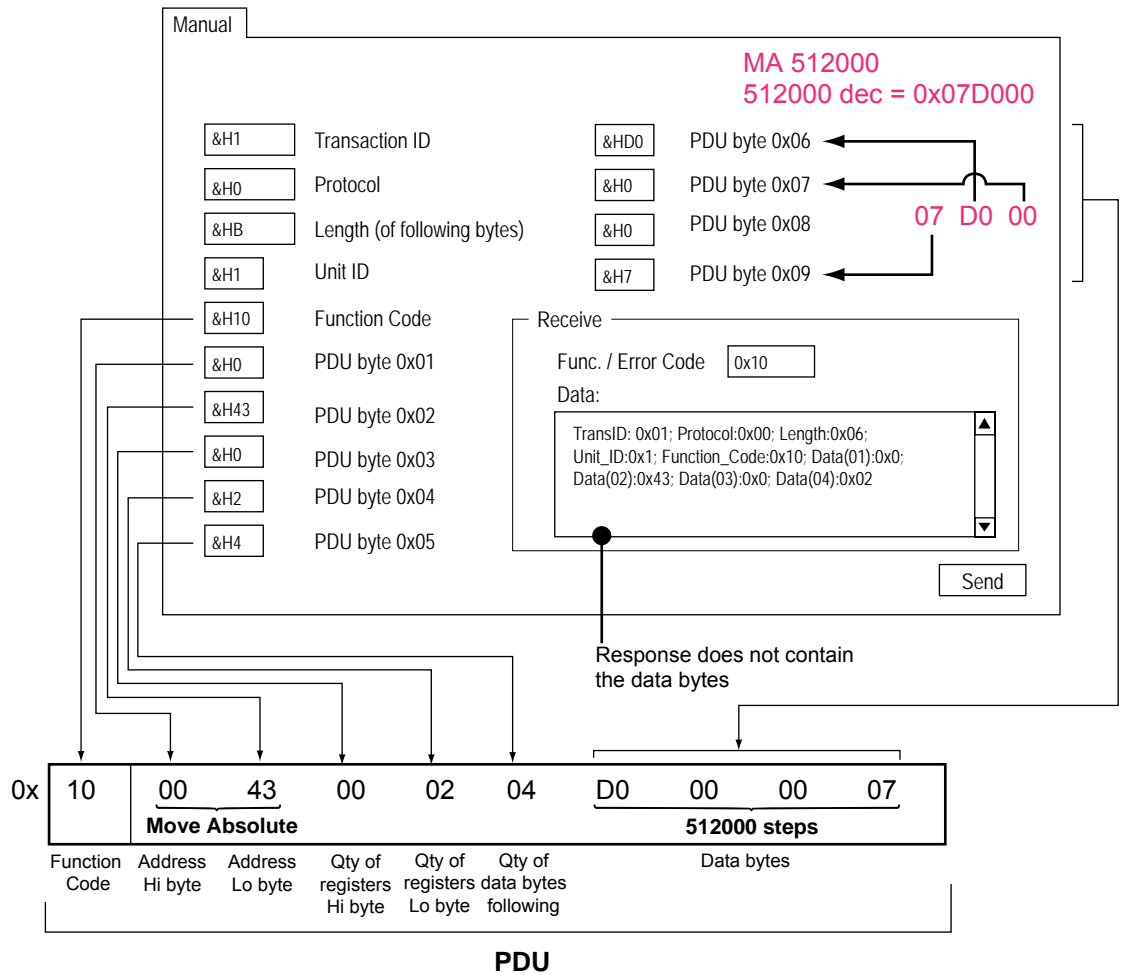 Manual
MA 512000
512000 dec = 0x07D000
&H1 Transaction ID
&H0 Protocol
&HB Length (of following bytes)
&H1 Unit ID
&H10 Function Code
&H0 PDU byte 0x01
&H43 PDU byte 0x02
&H0 PDU byte 0x03
&H2 PDU byte 0x04
&H4 PDU byte 0x05
&HD0 PDU byte 0x06
&H0 PDU byte 0x07
&H0 PDU byte 0x08
&H7 PDU byte 0x09
07 D0 00
Receive
Func. / Error Code 0x10
Data:
TransID: 0x01; Protocol:0x00; Length:0x06;
Unit_ID:0x1; Function_Code:0x10; Data(01):0x0;
Data(02):0x43; Data(03):0x0; Data(04):0x02
Send
Response does not contain
the data bytes
0x 10 00 43 00 02 04 D0 00 00 07
Move Absolute 512000 steps
Function Code
Address Hi byte
Address Lo byte
Qty of registers Hi byte
Qty of registers Lo byte
Qty of data bytes following
Data bytes
PDU